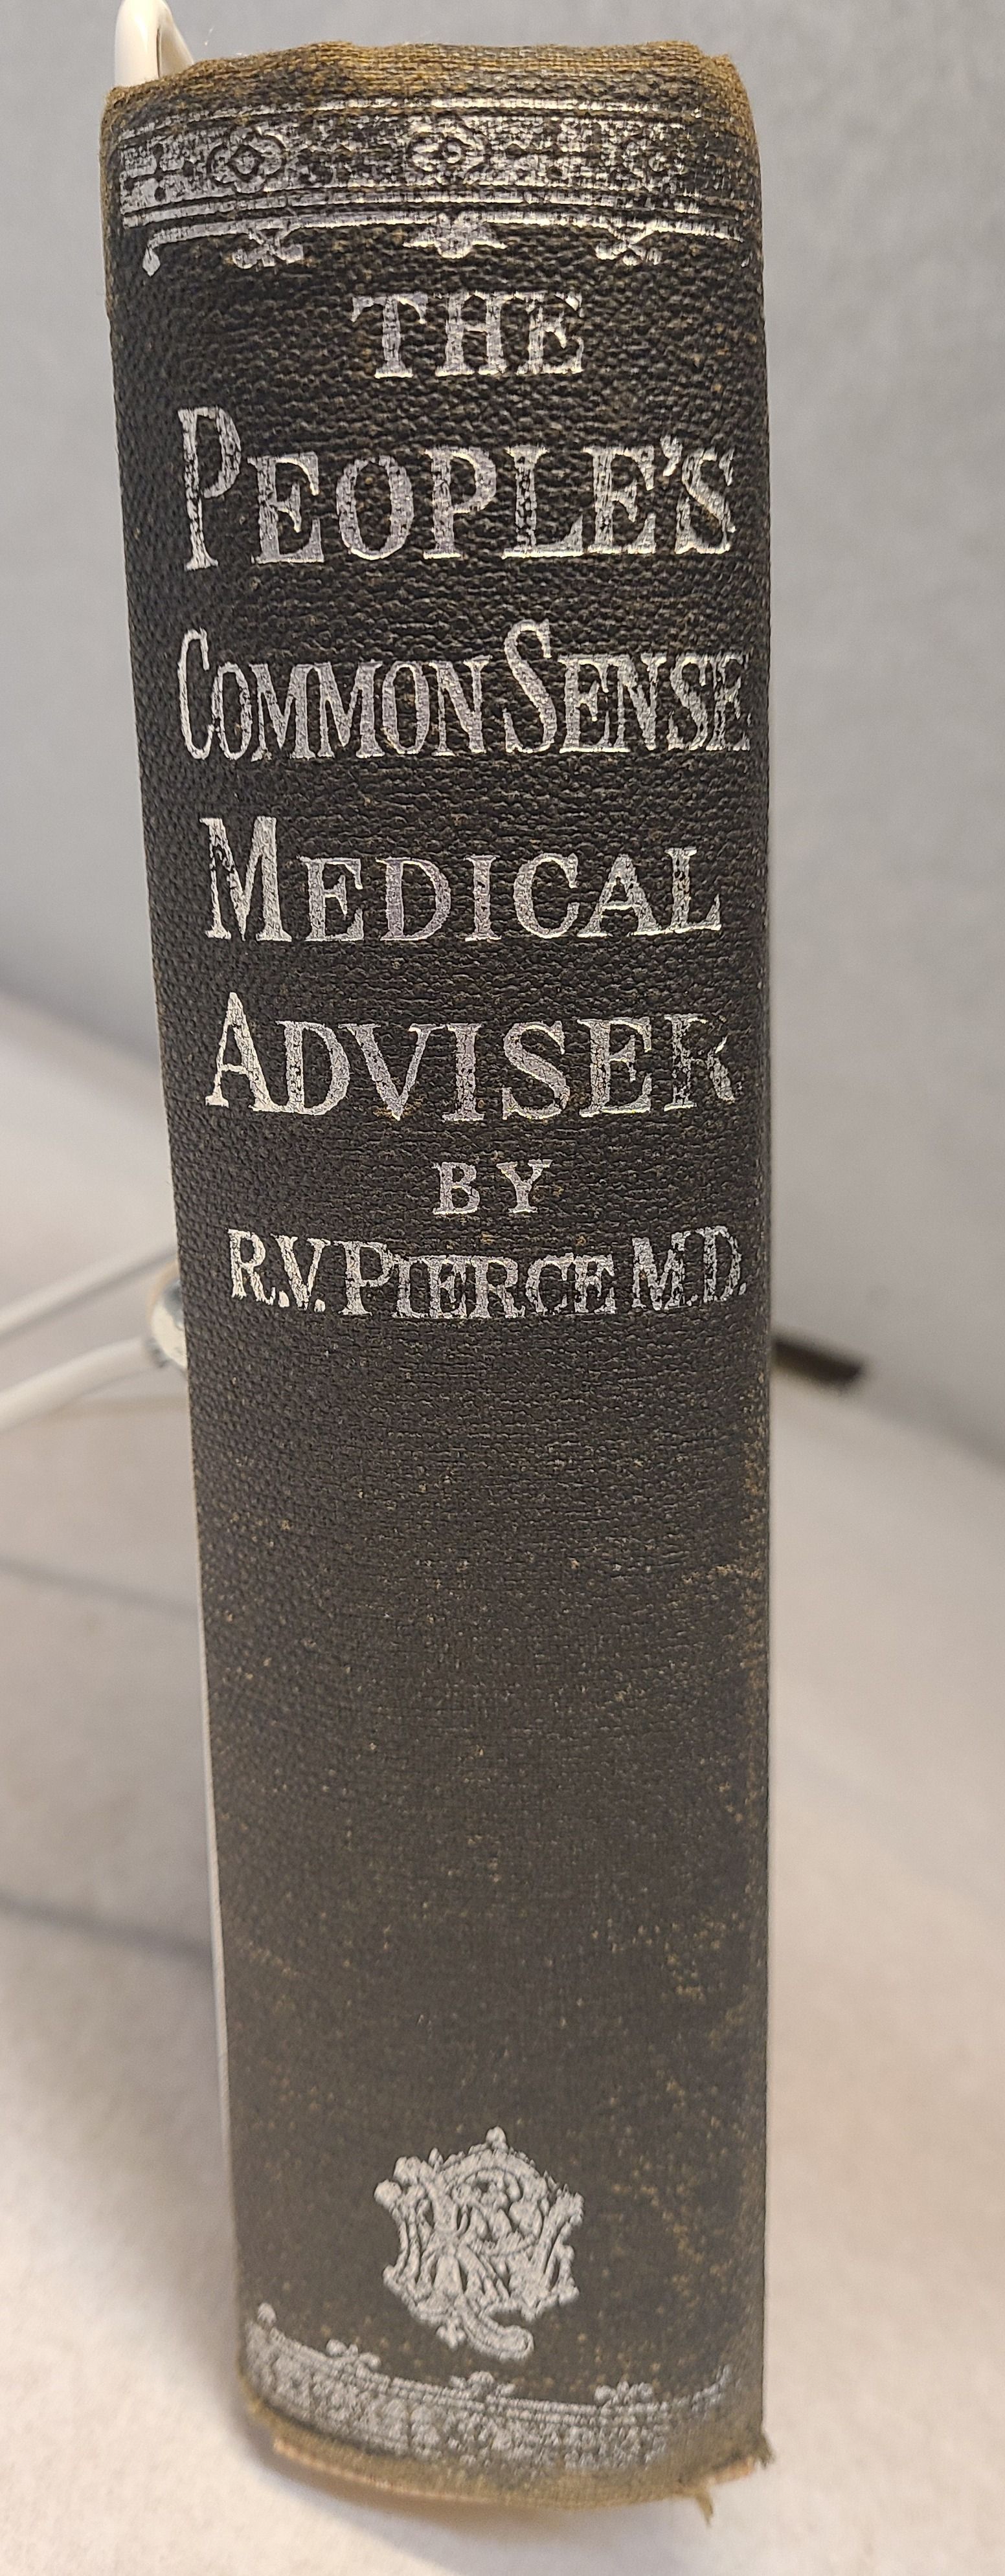 THE
PEOPLE'S
COMMON SENSE
MEDICAL
ADVISER
BY
R.V. PIERCE M.D.